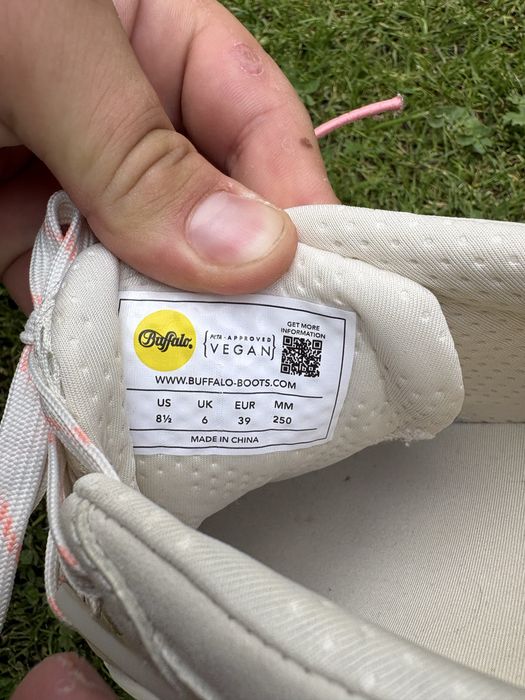 Buffalo.
{PETA - APPROVED
VEGAN}
GET MORE
INFORMATION
WWW.BUFFALO-BOOTS.COM
US UK EUR MM
8½ 6 39 250
MADE IN CHINA